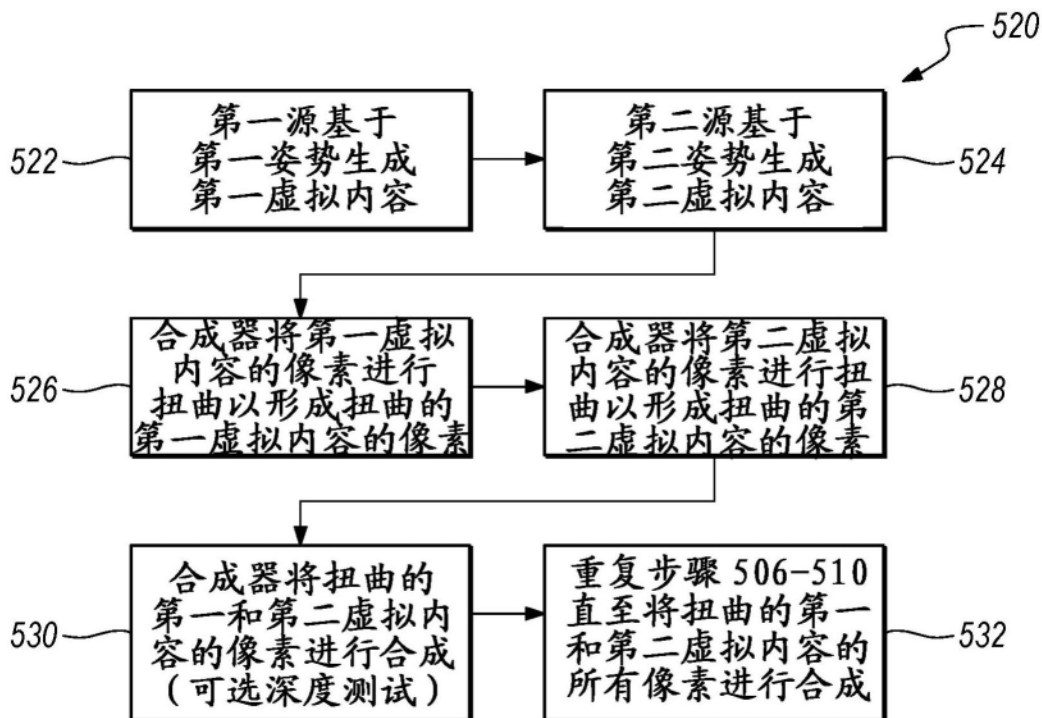 520
522
第一源基于
第一姿势生成
第一虚拟内容
第二源基于
第二姿势生成
第二虚拟内容
524
526
合成器将第一虚拟
内容的像素进行
扭曲以形成扭曲的
第一虚拟内容的像素
合成器将第二虚拟
内容的像素进行扭
曲以形成扭曲的第
二虚拟内容的像素
528
530
合成器将扭曲的
第一和第二虚拟内
容的像素进行合成
(可选深度测试)
重复步骤 506-510
直至将扭曲的第一
和第二虚拟内容的
所有像素进行合成
532